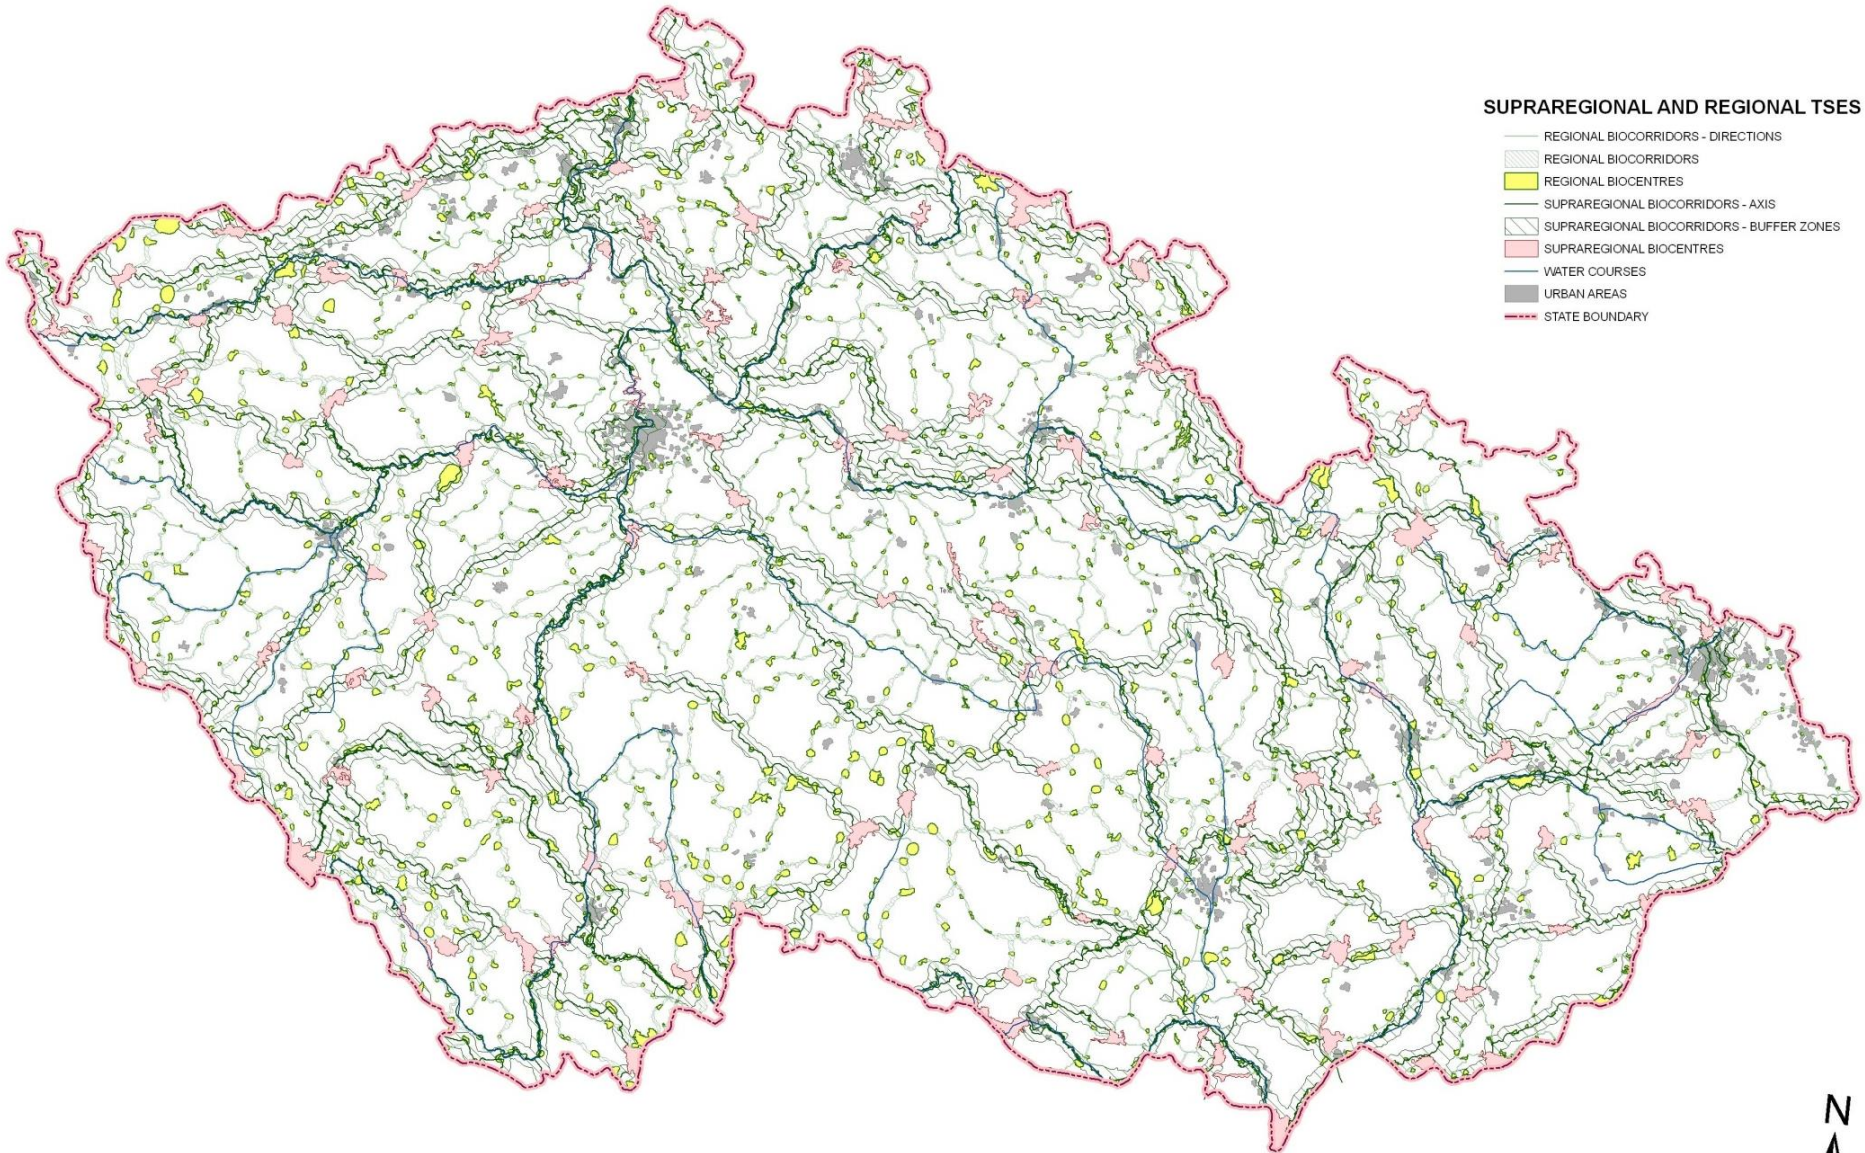 SUPRAREGIONAL AND REGIONAL TSES
REGIONAL BIOCORRIDORS - DIRECTIONS
REGIONAL BIOCORRIDORS
REGIONAL BIOCENTRES
SUPRAREGIONAL BIOCORRIDORS - AXIS
SUPRAREGIONAL BIOCORRIDORS - BUFFER ZONES
SUPRAREGIONAL BIOCENTRES
WATER COURSES
URBAN AREAS
STATE BOUNDARY
N